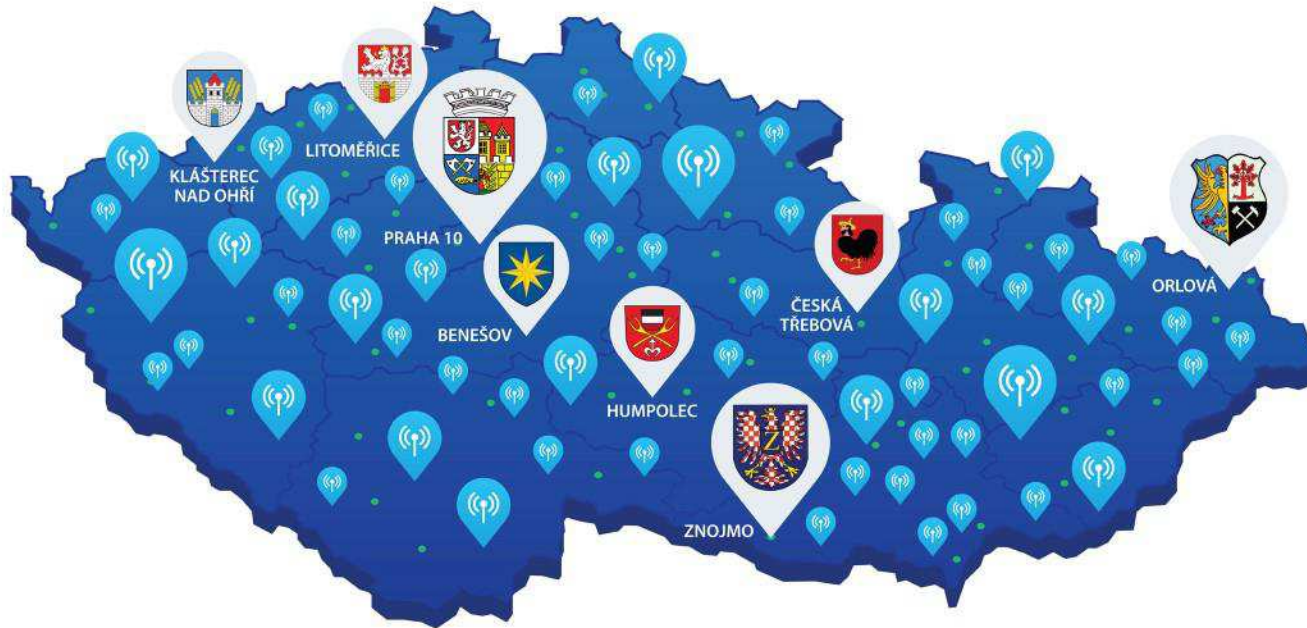 KLÁŠTEREC
NAD OHŘÍ
LITOMĚŘICE
PRAHA 10
BENEŠOV
HUMPOLEC
ČESKÁ
TŘEBOVÁ
ORLOVÁ
Z
ZNOJMO